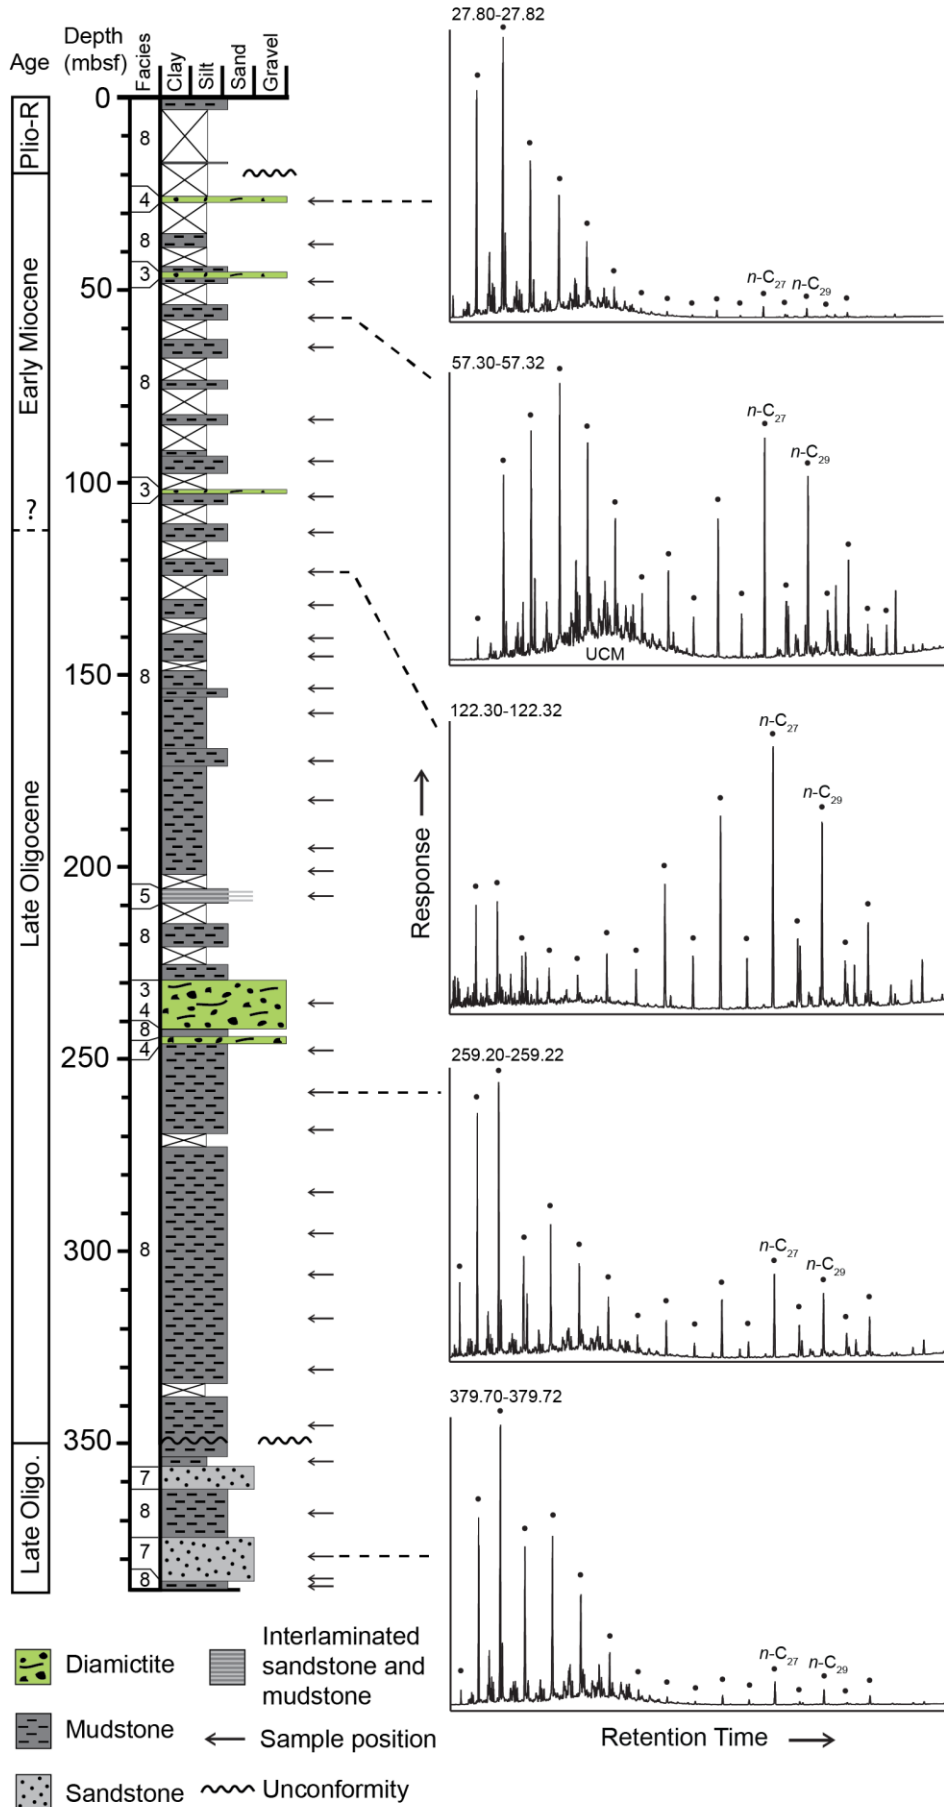 Age
Depth
(mbsf)
Facies
Clay
Silt
Sand
Gravel
0
50
100
150
200
250
300
350
Plio-R
Early Miocene
?
Late Oligocene
Late Oligo.
8
4
8
3
8
3
8
5
8
3
4
8
4
8
7
8
7
8
27.80-27.82
n-C27
n-C29
57.30-57.32
n-C27
n-C29
UCM
122.30-122.32
n-C27
n-C29
259.20-259.22
n-C27
n-C29
379.70-379.72
n-C27
n-C29
Response
Retention Time
Diamictite
Mudstone
Sandstone
Interlaminated
sandstone and
mudstone
Sample position
Unconformity